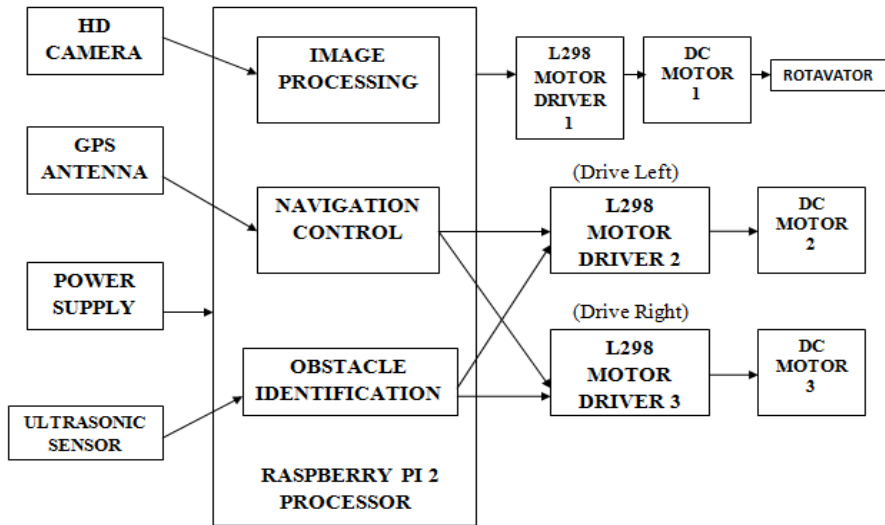 HD
CAMERA
GPS
ANTENNA
POWER
SUPPLY
ULTRASONIC
SENSOR
IMAGE
PROCESSING
NAVIGATION
CONTROL
OBSTACLE
IDENTIFICATION
RASPBERRY PI 2
PROCESSOR
L298
MOTOR
DRIVER
1
DC
MOTOR
1
ROTAVATOR
(Drive Left)
L298
MOTOR
DRIVER 2
DC
MOTOR
2
(Drive Right)
L298
MOTOR
DRIVER 3
DC
MOTOR
3